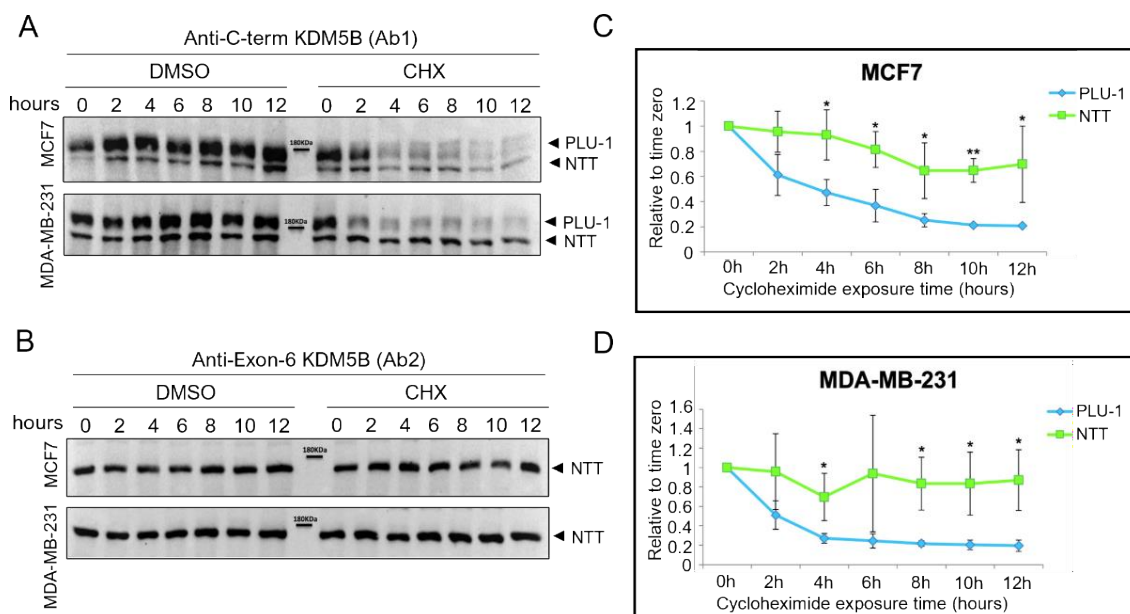 A
Anti-C-term KDM5B (Ab1)
DMSO CHX
hours 0 2 4 6 8 10 12 0 2 4 6 8 10 12
MCF7 180KDa PLU-1
NTT
MDA-MB-231 180KDa PLU-1
NTT
B
Anti-Exon-6 KDM5B (Ab2)
DMSO CHX
hours 0 2 4 6 8 10 12 0 2 4 6 8 10 12
MCF7 180KDa NTT
MDA-MB-231 180KDa NTT
C
MCF7
PLU-1
NTT
Relative to time zero
1.2
1
0.8
0.6
0.4
0.2
0
* * * ** *
0h 2h 4h 6h 8h 10h 12h
Cycloheximide exposure time (hours)
D
MDA-MB-231
PLU-1
NTT
Relative to time zero
1.6
1.4
1.2
1
0.8
0.6
0.4
0.2
0
* * * *
0h 2h 4h 6h 8h 10h 12h
Cycloheximide exposure time (hours)